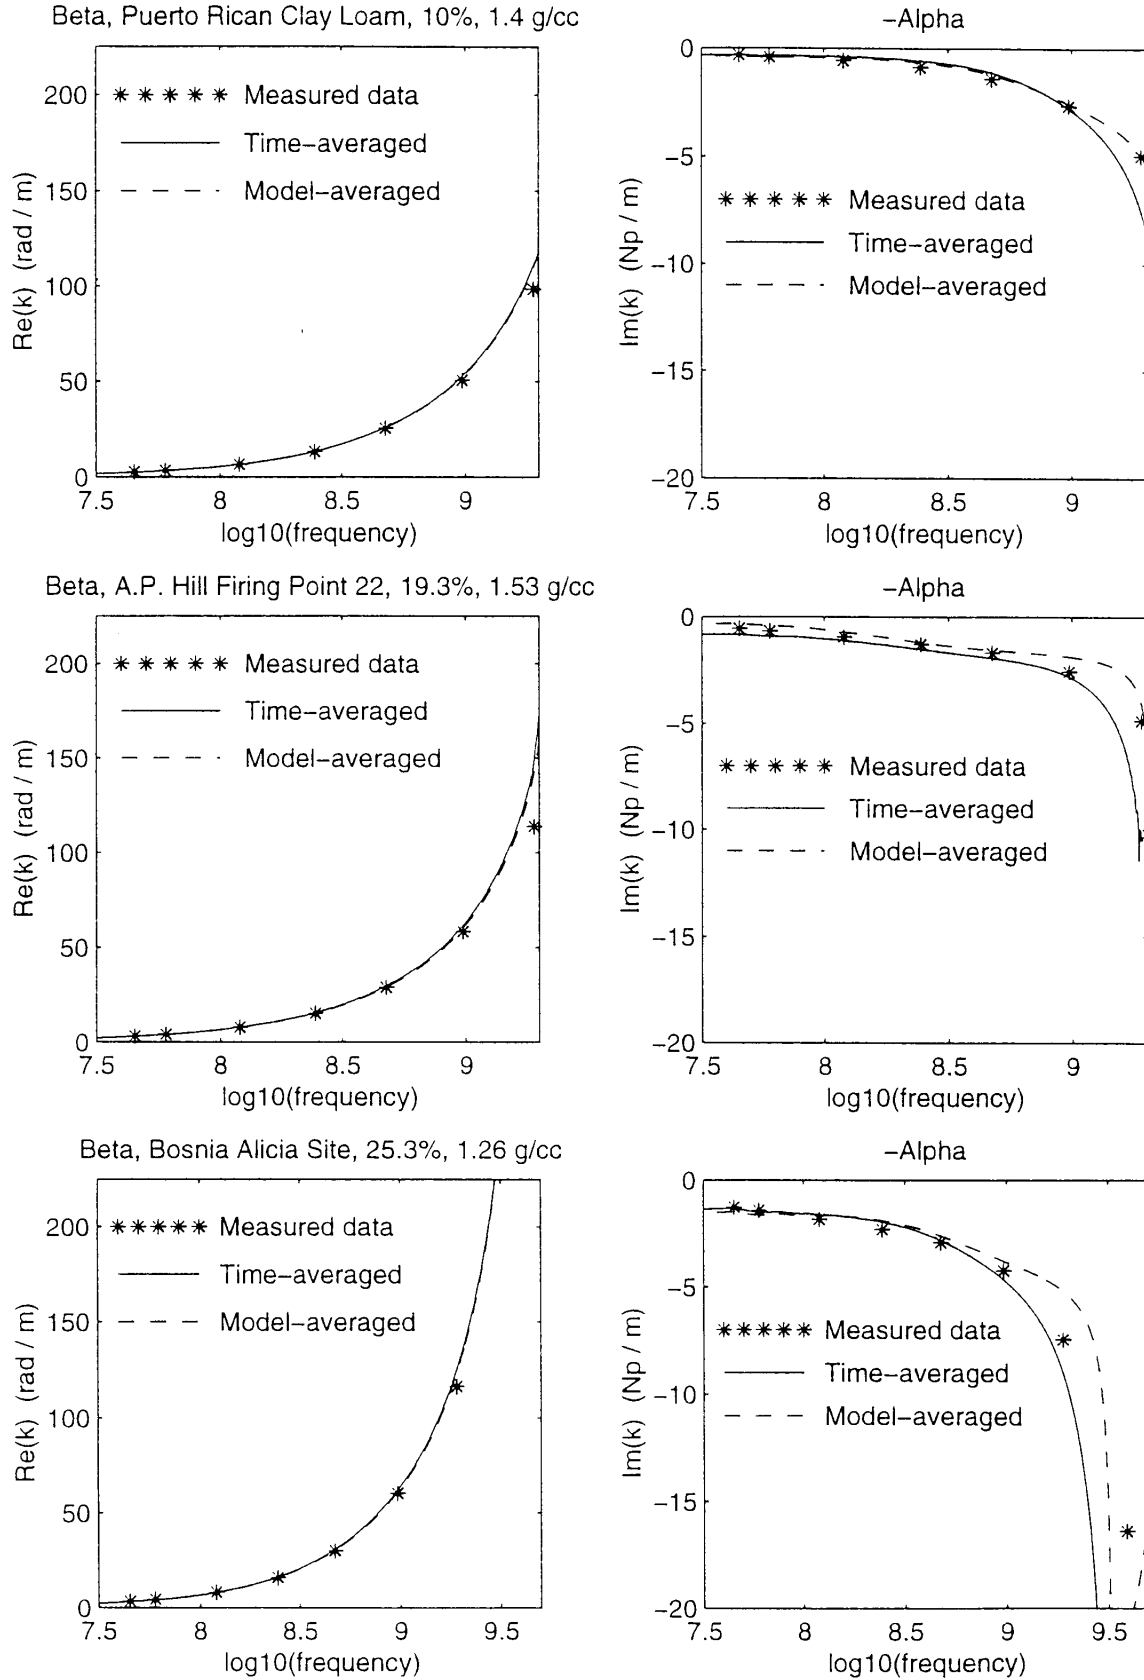 Beta, Puerto Rican Clay Loam, 10%, 1.4 g/cc
Measured data
Time-averaged
Model-averaged
200
150
100
50
0
7.5
8
8.5
9
Re(k) (rad / m)
log10(frequency)
-Alpha
Measured data
Time-averaged
Model-averaged
0
-5
-10
-15
-20
7.5
8
8.5
9
Im(k) (Np / m)
log10(frequency)
Beta, A.P. Hill Firing Point 22, 19.3%, 1.53 g/cc
Measured data
Time-averaged
Model-averaged
200
150
100
50
0
7.5
8
8.5
9
Re(k) (rad / m)
log10(frequency)
-Alpha
Measured data
Time-averaged
Model-averaged
0
-5
-10
-15
-20
7.5
8
8.5
9
Im(k) (Np / m)
log10(frequency)
Beta, Bosnia Alicia Site, 25.3%, 1.26 g/cc
Measured data
Time-averaged
Model-averaged
200
150
100
50
0
7.5
8
8.5
9
9.5
Re(k) (rad / m)
log10(frequency)
-Alpha
Measured data
Time-averaged
Model-averaged
0
-5
-10
-15
-20
7.5
8
8.5
9
9.5
Im(k) (Np / m)
log10(frequency)